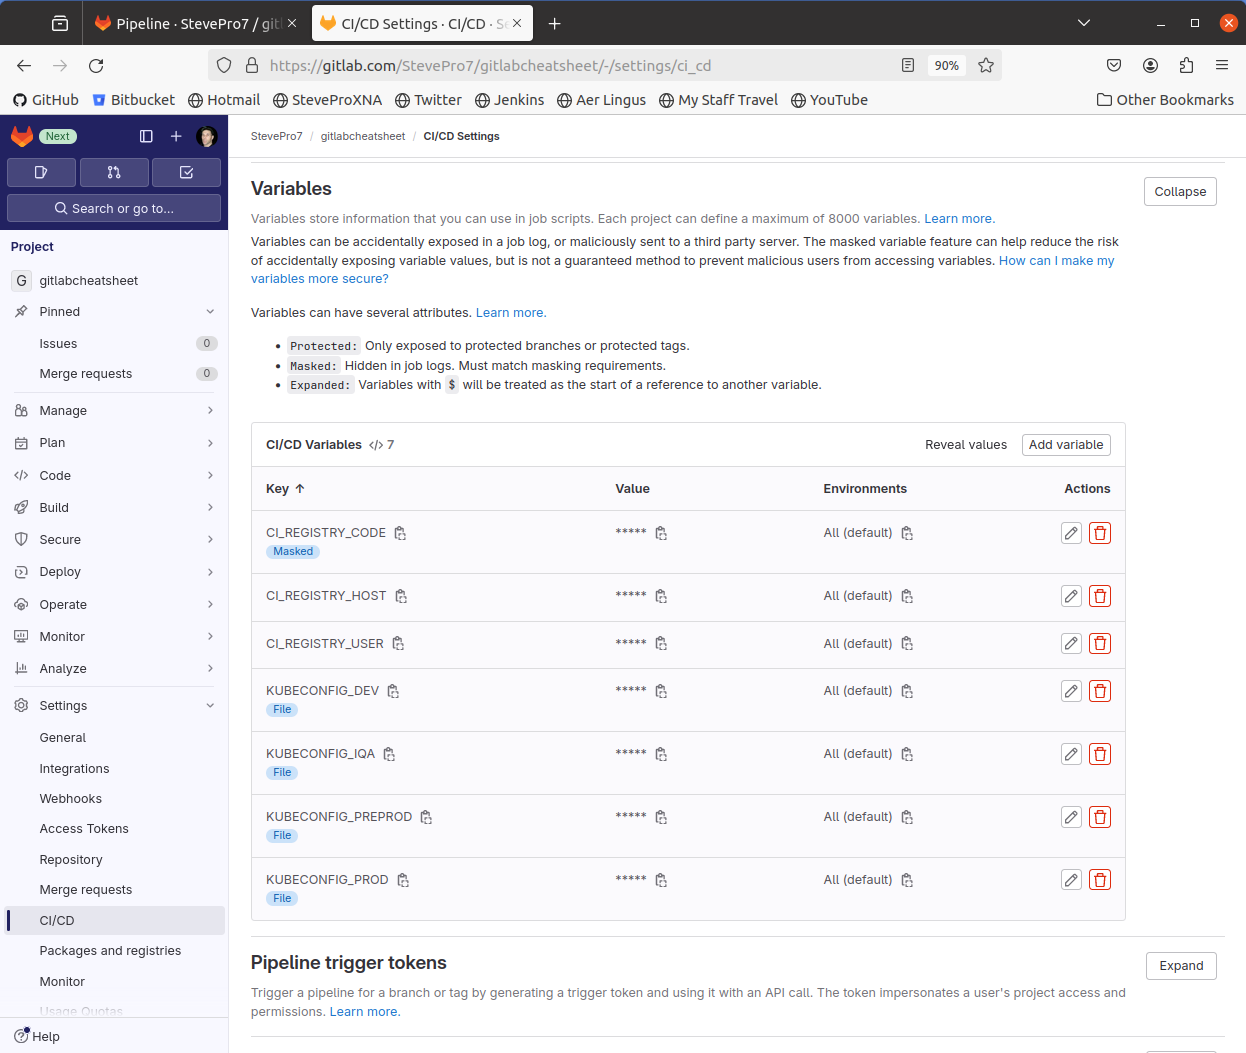 Pipeline · StevePro7 / gitl
CI/CD Settings · CI/CD · Se
https://gitlab.com/StevePro7/gitlabcheatsheet/-/settings/ci_cd
90%
GitHub
Bitbucket
Hotmail
SteveProXNA
Twitter
Jenkins
Aer Lingus
My Staff Travel
YouTube
Other Bookmarks
Next
Search or go to...
Project
G gitlabcheatsheet
Pinned
Issues 0
Merge requests 0
Manage
Plan
Code
Build
Secure
Deploy
Operate
Monitor
Analyze
Settings
General
Integrations
Webhooks
Access Tokens
Repository
Merge requests
CI/CD
Packages and registries
Monitor
Usage Quotas
Help
StevePro7 / gitlabcheatsheet / CI/CD Settings
Variables
Collapse
Variables store information that you can use in job scripts. Each project can define a maximum of 8000 variables. Learn more.
Variables can be accidentally exposed in a job log, or maliciously sent to a third party server. The masked variable feature can help reduce the risk
of accidentally exposing variable values, but is not a guaranteed method to prevent malicious users from accessing variables. How can I make my
variables more secure?
Variables can have several attributes. Learn more.
• Protected: Only exposed to protected branches or protected tags.
• Masked: Hidden in job logs. Must match masking requirements.
• Expanded: Variables with $ will be treated as the start of a reference to another variable.
CI/CD Variables </> 7
Reveal values
Add variable
Key ↑ Value Environments Actions
CI_REGISTRY_CODE ***** All (default)
Masked
CI_REGISTRY_HOST ***** All (default)
CI_REGISTRY_USER ***** All (default)
KUBECONFIG_DEV ***** All (default)
File
KUBECONFIG_IQA ***** All (default)
File
KUBECONFIG_PREPROD ***** All (default)
File
KUBECONFIG_PROD ***** All (default)
File
Pipeline trigger tokens
Expand
Trigger a pipeline for a branch or tag by generating a trigger token and using it with an API call. The token impersonates a user's project access and
permissions. Learn more.